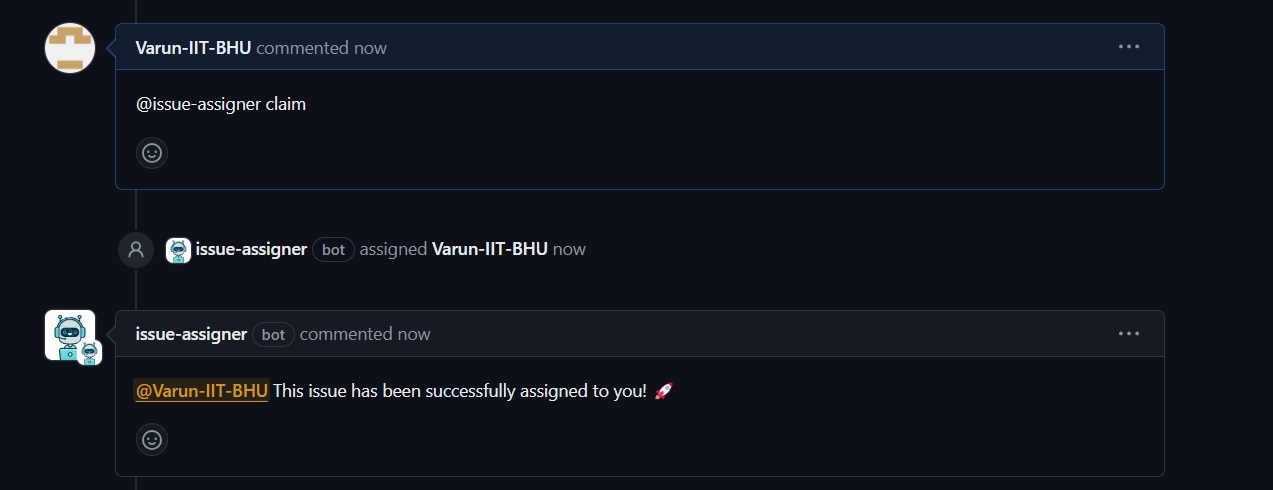 Varun-IIT-BHU commented now
@issue-assigner claim
issue-assigner bot assigned Varun-IIT-BHU now
issue-assigner bot commented now
@Varun-IIT-BHU This issue has been successfully assigned to you! 🚀